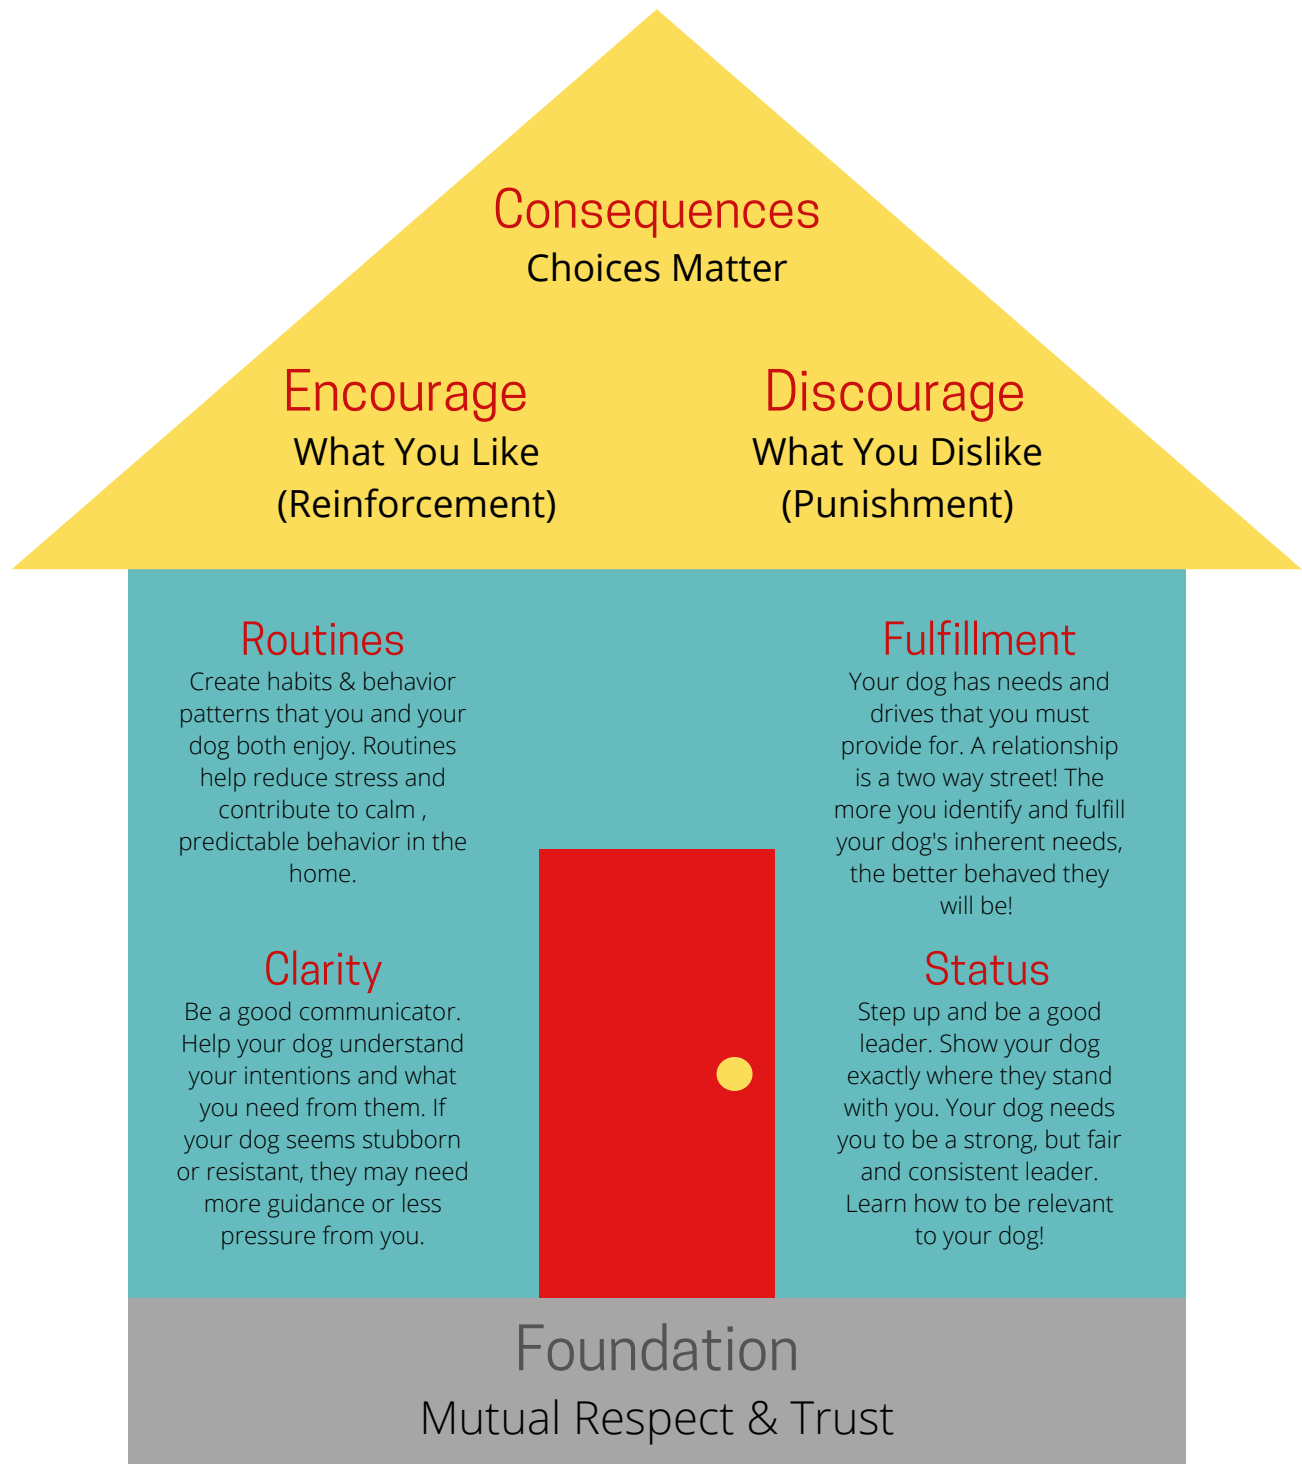 Consequences
Choices Matter
Encourage
What You Like
(Reinforcement)
Discourage
What You Dislike
(Punishment)
Routines
Create habits & behavior
patterns that you and your
dog both enjoy. Routines
help reduce stress and
contribute to calm ,
predictable behavior in the
home.
Fulfillment
Your dog has needs and
drives that you must
provide for. A relationship
is a two way street! The
more you identify and fulfill
your dog's inherent needs,
the better behaved they
will be!
Clarity
Be a good communicator.
Help your dog understand
your intentions and what
you need from them. If
your dog seems stubborn
or resistant, they may need
more guidance or less
pressure from you.
Status
Step up and be a good
leader. Show your dog
exactly where they stand
with you. Your dog needs
you to be a strong, but fair
and consistent leader.
Learn how to be relevant
to your dog!
Foundation
Mutual Respect & Trust